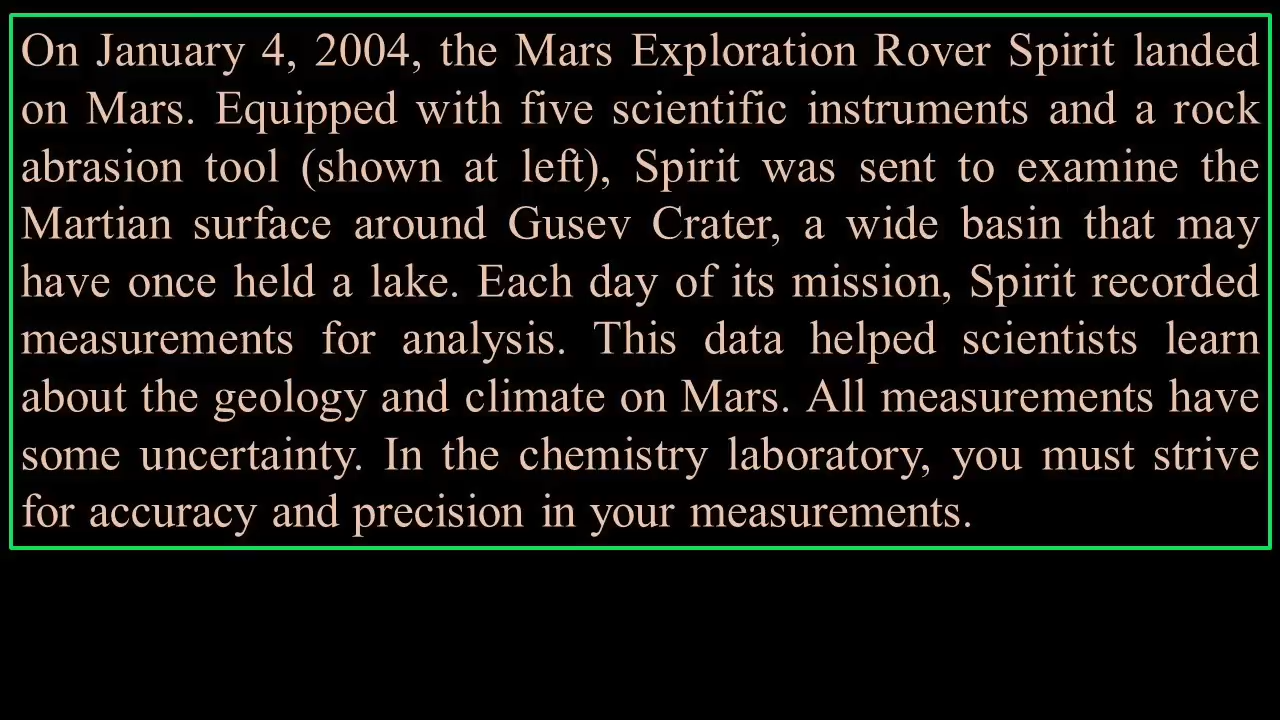 On January 4, 2004, the Mars Exploration Rover Spirit landed
on Mars. Equipped with five scientific instruments and a rock
abrasion tool (shown at left), Spirit was sent to examine the
Martian surface around Gusev Crater, a wide basin that may
have once held a lake. Each day of its mission, Spirit recorded
measurements for analysis. This data helped scientists learn
about the geology and climate on Mars. All measurements have
some uncertainty. In the chemistry laboratory, you must strive
for accuracy and precision in your measurements.